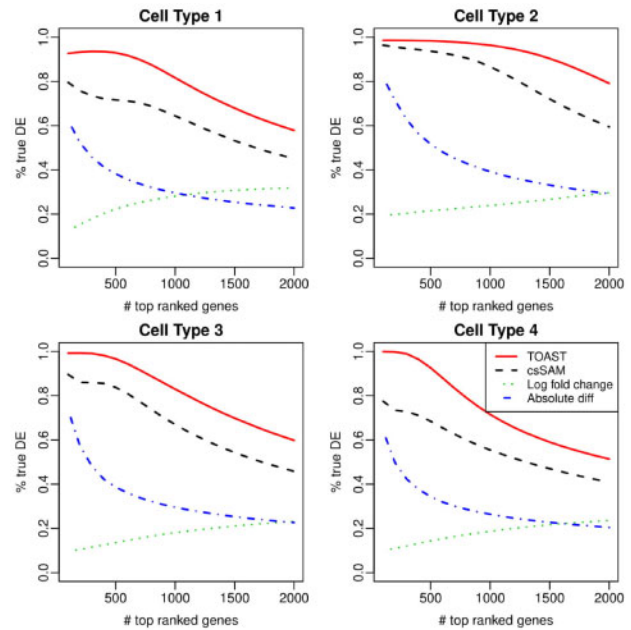 Cell Type 1
% true DE
0.0 0.2 0.4 0.6 0.8 1.0
500 1000 1500 2000
# top ranked genes
Cell Type 2
% true DE
0.0 0.2 0.4 0.6 0.8 1.0
500 1000 1500 2000
# top ranked genes
Cell Type 3
% true DE
0.0 0.2 0.4 0.6 0.8 1.0
500 1000 1500 2000
# top ranked genes
Cell Type 4
TOAST
csSAM
Log fold change
Absolute diff
% true DE
0.0 0.2 0.4 0.6 0.8 1.0
500 1000 1500 2000
# top ranked genes